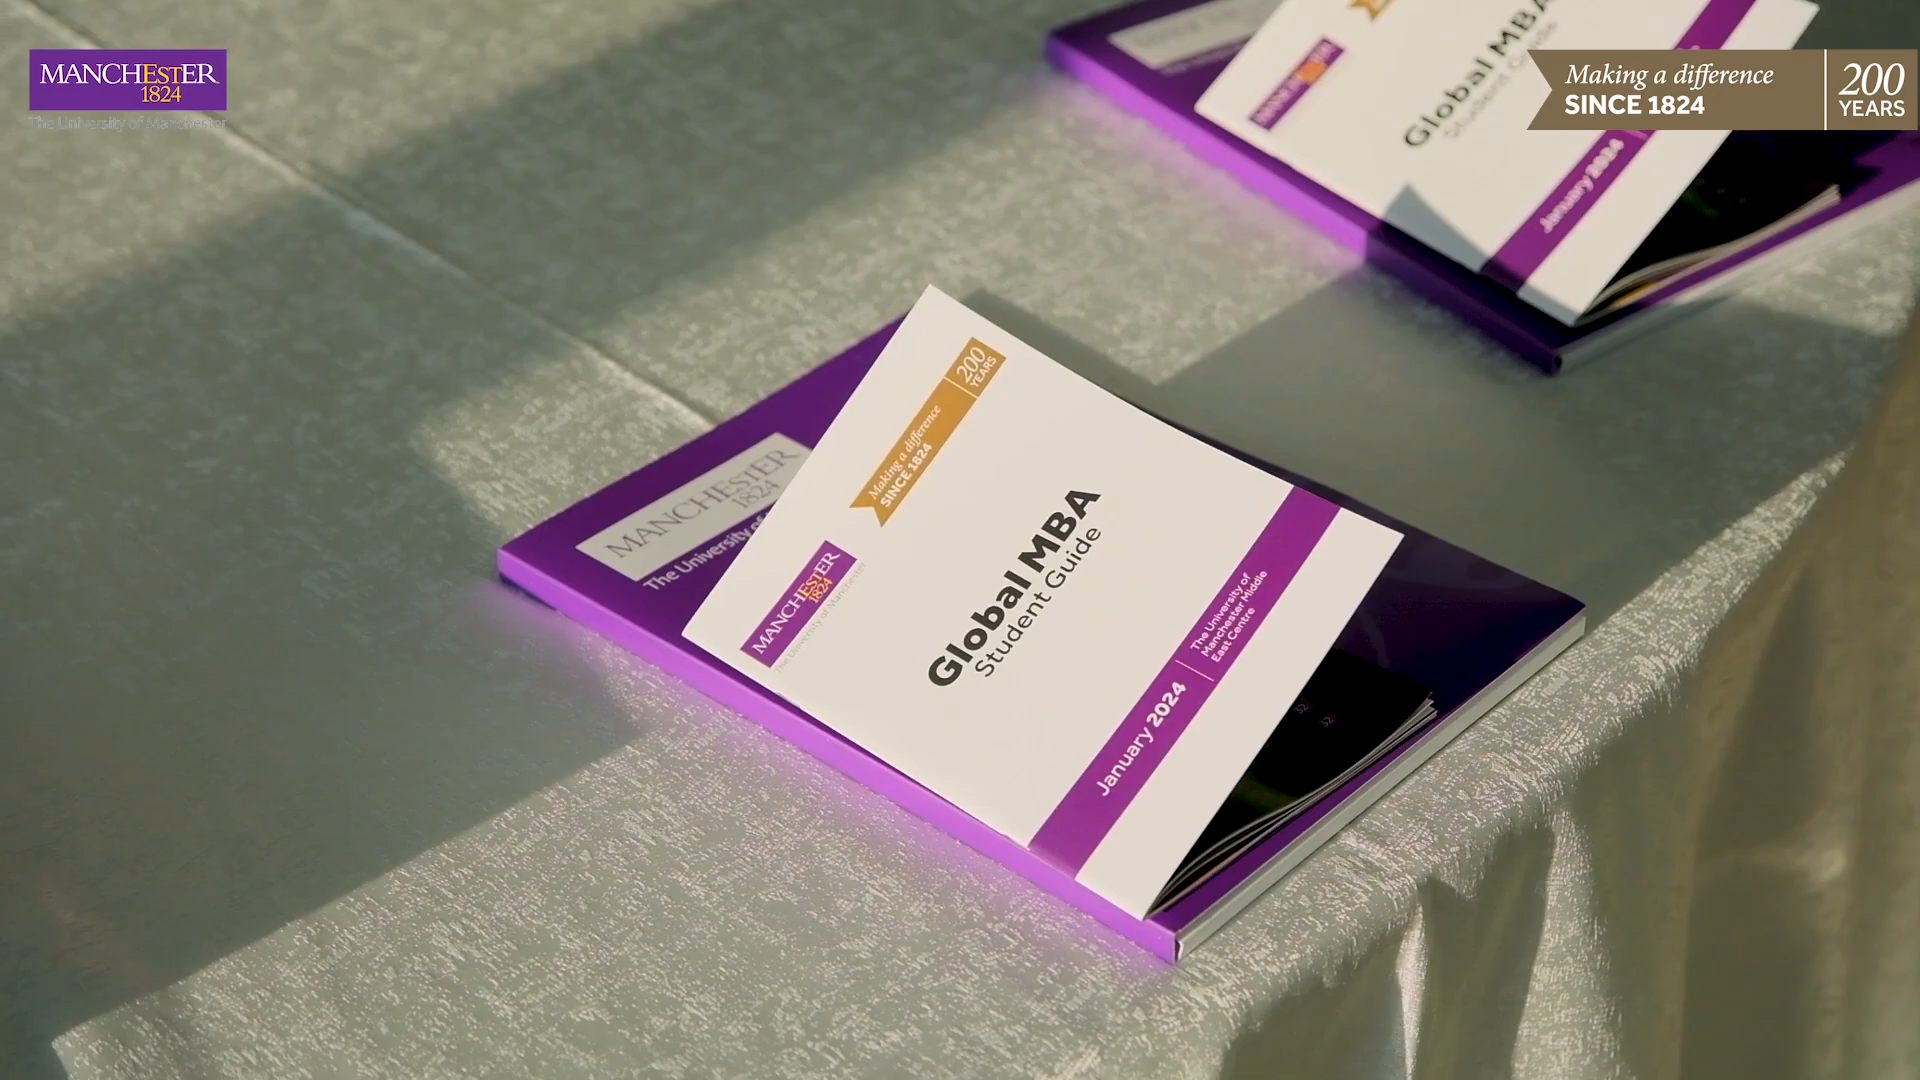 MANCHESTER
1824
The University of Manchester
Making a difference
SINCE 1824
200
YEARS
Global MBA
Student Guide
January 2024
MANCHESTER
1824
The University of
Making a difference
SINCE 1824
200
YEARS
MANCHESTER
1824
The University of Manchester
Global MBA
Student Guide
January 2024
The University of
Manchester Middle
East Centre
32
32